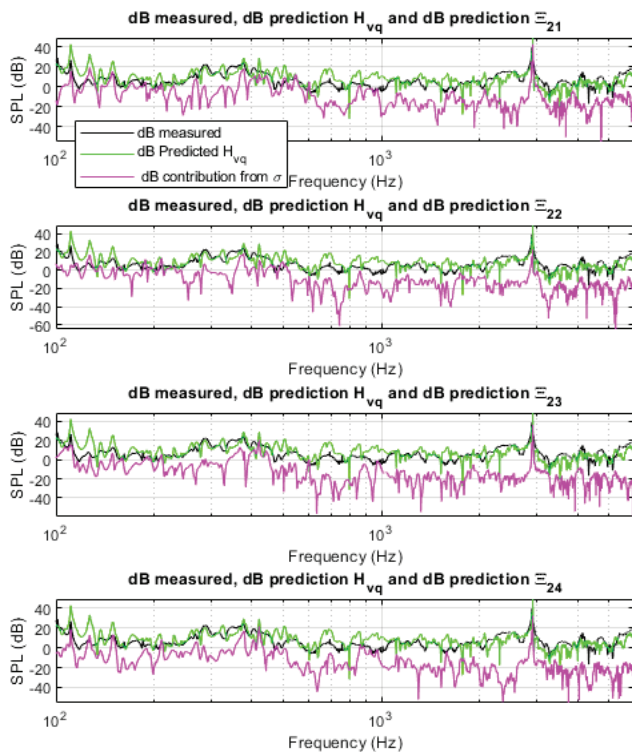 dB measured, dB prediction H_vq and dB prediction Ξ_21
40
20
0
-20
-40
SPL (dB)
dB measured
dB Predicted H_vq
dB contribution from σ
10^2
10^3
Frequency (Hz)
dB measured, dB prediction H_vq and dB prediction Ξ_22
40
20
0
-20
-40
-60
SPL (dB)
10^2
10^3
Frequency (Hz)
dB measured, dB prediction H_vq and dB prediction Ξ_23
40
20
0
-20
-40
SPL (dB)
10^2
10^3
Frequency (Hz)
dB measured, dB prediction H_vq and dB prediction Ξ_24
40
20
0
-20
-40
SPL (dB)
10^2
10^3
Frequency (Hz)